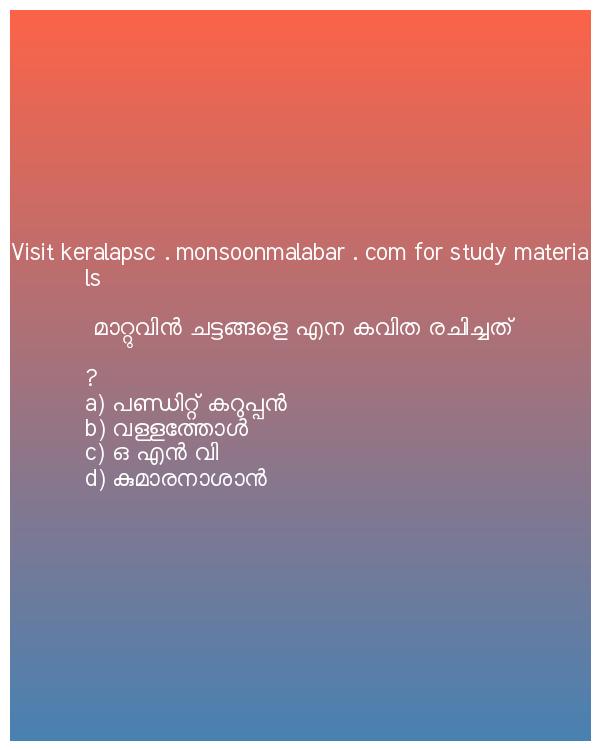 Visit keralapsc . monsoonmalabar . com for study materia
ls
മാറ്റുവിൻ ചട്ടങ്ങളെ എന കവിത രചിച്ചത്
?
a) പണ്ഡിറ്റ് കറുപ്പൻ
b) വള്ളത്തോൾ
c) ഒ എൻ വി
d) കുമാരനാശാൻ